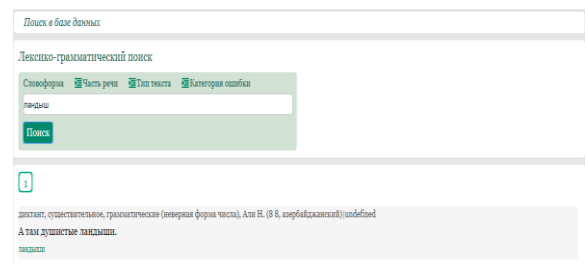 Поиск в базе данных
Лексико-грамматический поиск
Словоформа Часть речи Тип текста Категория ошибки
ландыш
Поиск
1
диктант, существительное, грамматические (неверная форма числа), Али Н. (8 8, азербайджанский)|undefined
А там душистые ландыши.
ландыши